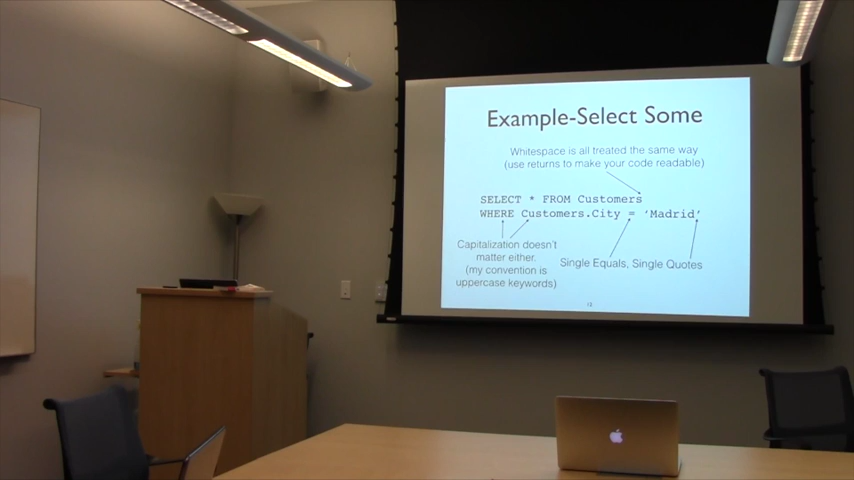 Example-Select Some
Whitespace is all treated the same way
(use returns to make your code readable)
SELECT * FROM Customers
WHERE Customers.City = ‘Madrid’
Capitalization doesn't
matter either.
(my convention is
uppercase keywords)
Single Equals, Single Quotes